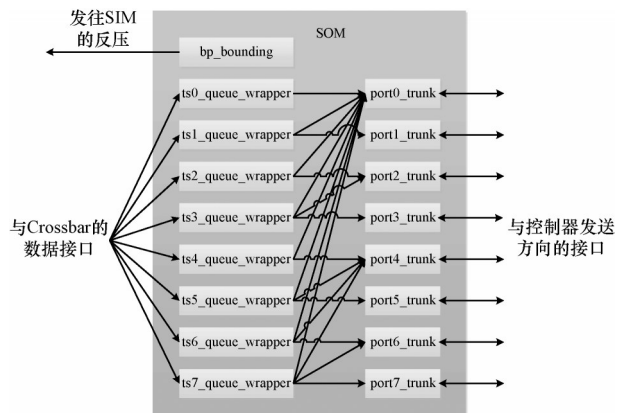 发往SIM
的反压
SOM
bp_bounding
ts0_queue_wrapper
port0_trunk
ts1_queue_wrapper
port1_trunk
ts2_queue_wrapper
port2_trunk
ts3_queue_wrapper
port3_trunk
与Crossbar的
数据接口
与控制器发送
方向的接口
ts4_queue_wrapper
port4_trunk
ts5_queue_wrapper
port5_trunk
ts6_queue_wrapper
port6_trunk
ts7_queue_wrapper
port7_trunk